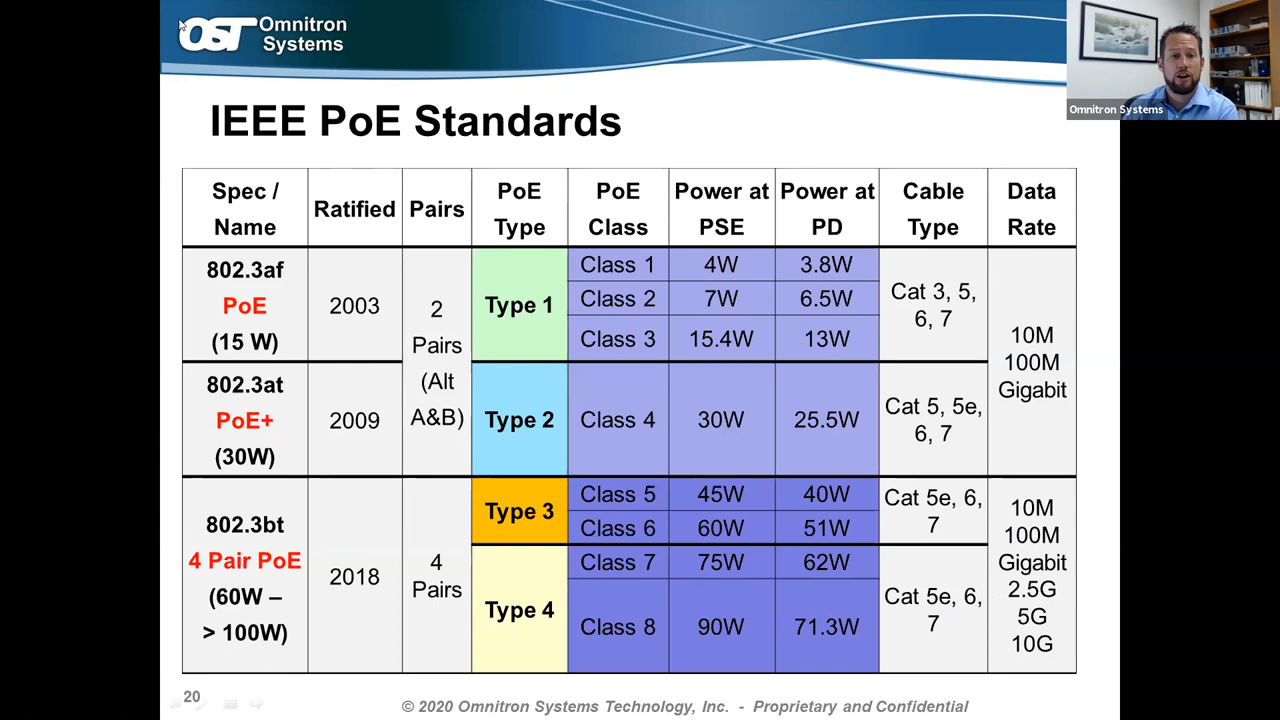 OST Omnitron
Systems
Omnitron Systems
IEEE PoE Standards
Spec /
Name
Ratified
Pairs
PoE
Type
PoE
Class
Power at
PSE
Power at
PD
Cable
Type
Data
Rate
802.3af
PoE
(15 W)
2003
2
Pairs
(Alt
A&B)
Type 1
Class 1
4W
3.8W
Class 2
7W
6.5W
Class 3
15.4W
13W
Cat 3, 5,
6, 7
10M
100M
Gigabit
802.3at
PoE+
(30W)
2009
Type 2
Class 4
30W
25.5W
Cat 5, 5e,
6, 7
802.3bt
4 Pair PoE
(60W –
> 100W)
2018
4
Pairs
Type 3
Class 5
45W
40W
Class 6
60W
51W
Cat 5e, 6,
7
Type 4
Class 7
75W
62W
Class 8
90W
71.3W
Cat 5e, 6,
7
10M
100M
Gigabit
2.5G
5G
10G
20
© 2020 Omnitron Systems Technology, Inc. - Proprietary and Confidential